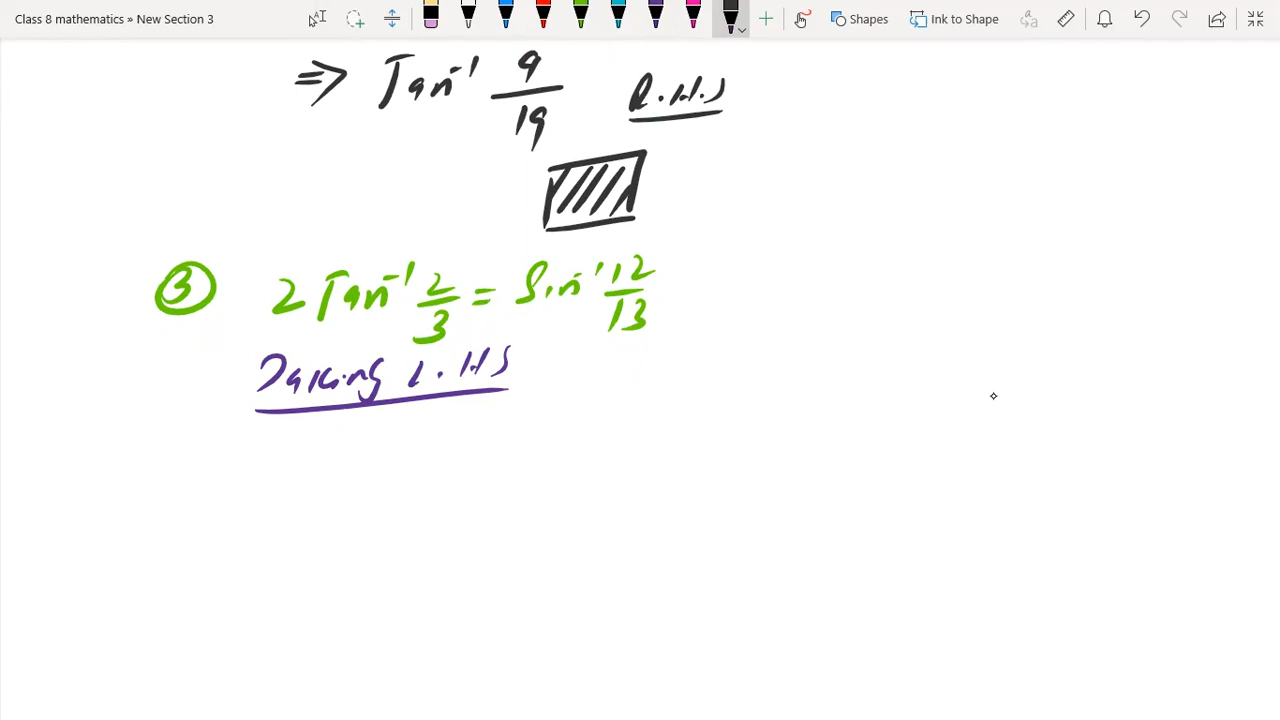 Class 8 mathematics » New Section 3
Shapes
Ink to Shape
=> Tan⁻¹ 9/19 R.H.S
③ 2 Tan⁻¹ 2/3 = Sin⁻¹ 12/13
Taking L.H.S